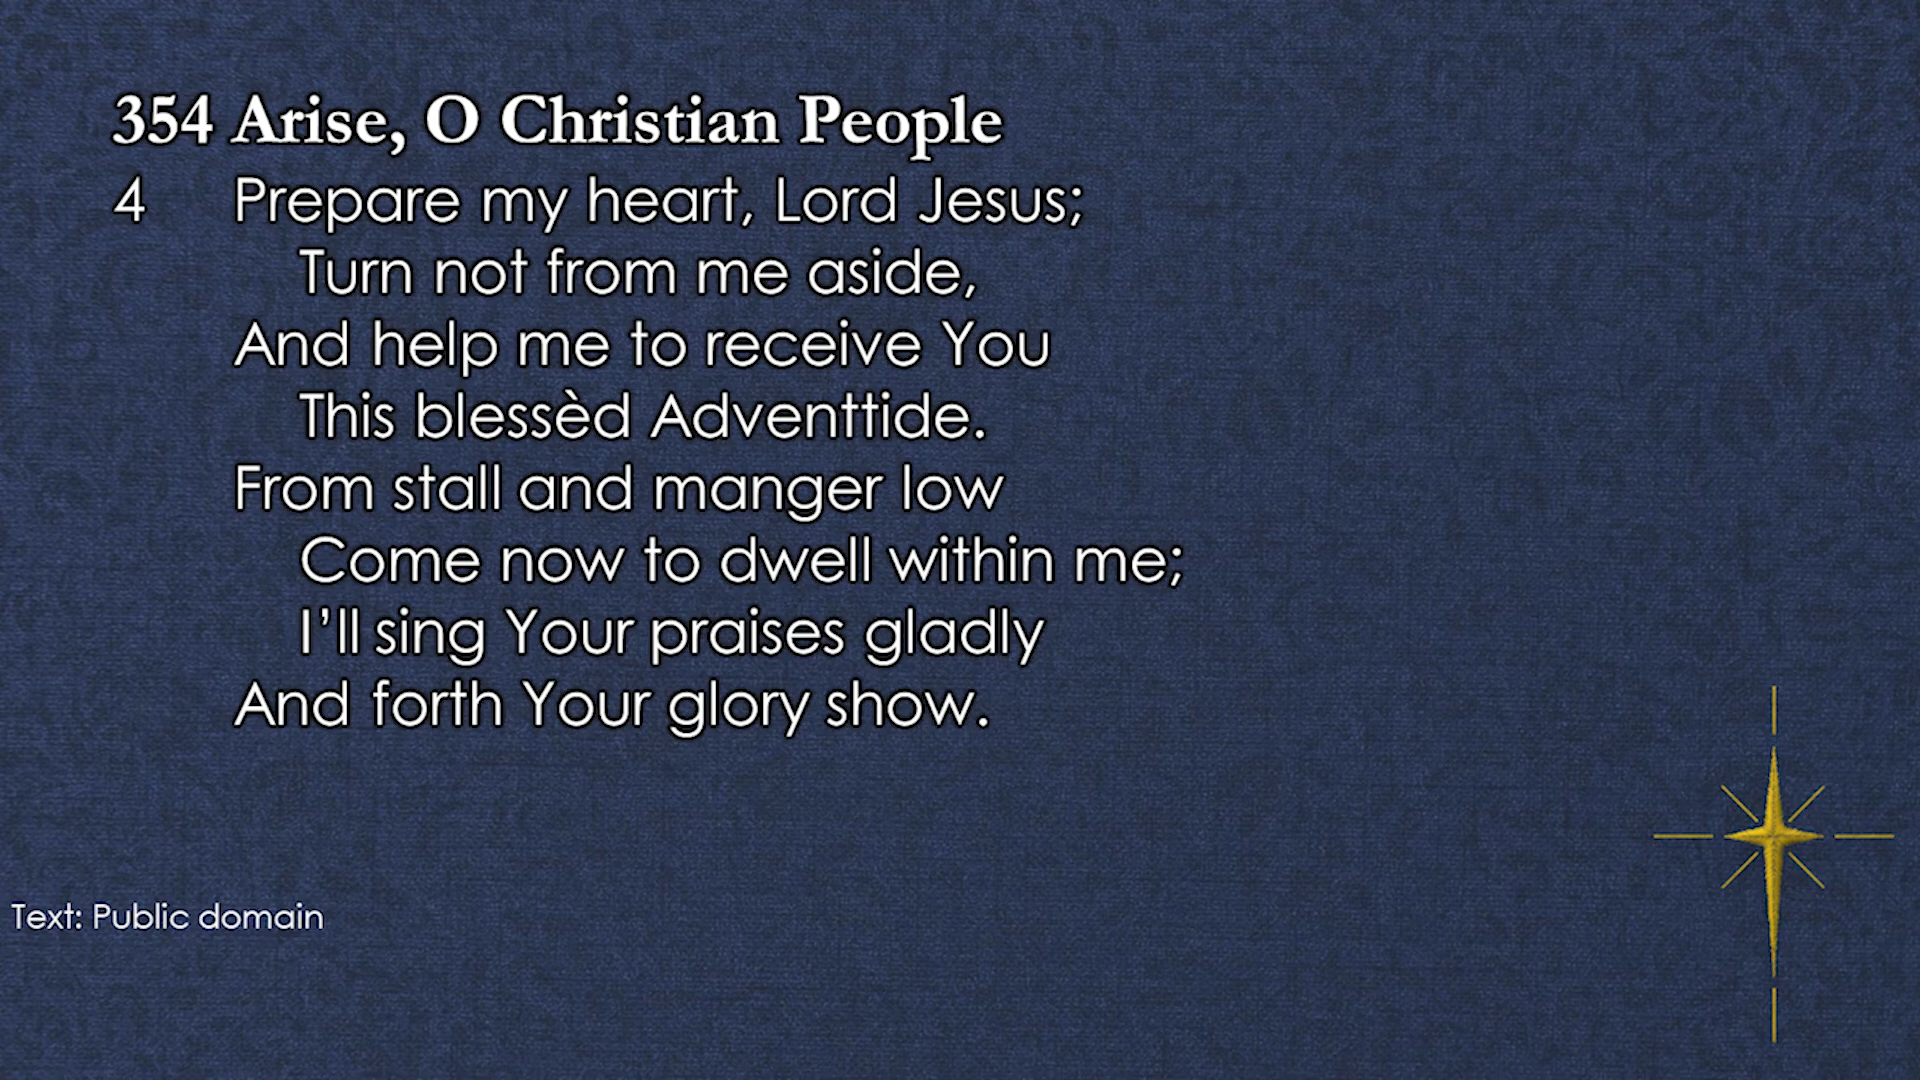 354 Arise, O Christian People
4 Prepare my heart, Lord Jesus;
Turn not from me aside,
And help me to receive You
This blessèd Adventtide.
From stall and manger low
Come now to dwell within me;
I’ll sing Your praises gladly
And forth Your glory show.
Text: Public domain